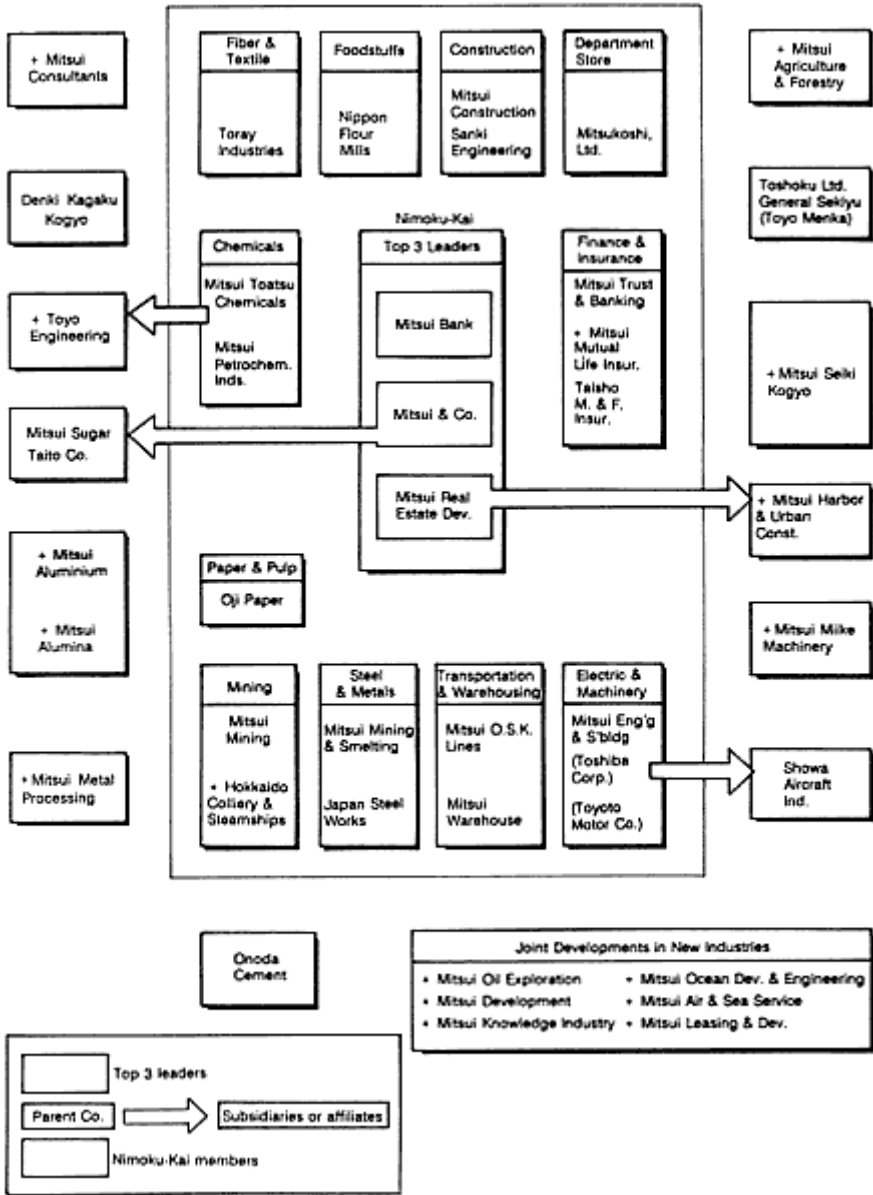 + Mitsui
Consultants
Fiber &
Textile
Toray
Industries
Foodstuffs
Nippon
Flour
Mills
Construction
Mitsui
Construction
Sanki
Engineering
Department
Store
Mitsukoshi,
Ltd.
+ Mitsui
Agriculture
& Forestry
Denki Kagaku
Kogyo
Toshoku Ltd.
General Sekiyu
(Toyo Menka)
Nimoku-Kai
Chemicals
Mitsui Toatsu
Chemicals
Mitsui
Petrochem.
Inds.
Top 3 Leaders
Mitsui Bank
Mitsui & Co.
Mitsui Real
Estate Dev.
Finance &
Insurance
Mitsui Trust
& Banking
+ Mitsui
Mutual
Life Insur.
Taisho
M. & F.
Insur.
+ Toyo
Engineering
+ Mitsui Seiki
Kogyo
Mitsui Sugar
Taito Co.
+ Mitsui Harbor
& Urban
Const.
+ Mitsui
Aluminium
+ Mitsui
Alumina
Paper & Pulp
Oji Paper
+ Mitsui Miike
Machinery
Mining
Mitsui
Mining
+ Hokkaido
Colliery &
Steamships
Steel
& Metals
Mitsui Mining
& Smelting
Japan Steel
Works
Transportation
& Warehousing
Mitsui O.S.K.
Lines
Mitsui
Warehouse
Electric &
Machinery
Mitsui Eng'g
& S'bldg
(Toshiba
Corp.)
(Toyoto
Motor Co.)
+ Mitsui Metal
Processing
Showa
Aircraft
Ind.
Onoda
Cement
Joint Developments in New Industries
+ Mitsui Oil Exploration + Mitsui Ocean Dev. & Engineering
+ Mitsui Development + Mitsui Air & Sea Service
+ Mitsui Knowledge Industry + Mitsui Leasing & Dev.
Top 3 leaders
Parent Co. Subsidiaries or affiliates
Nimoku-Kai members